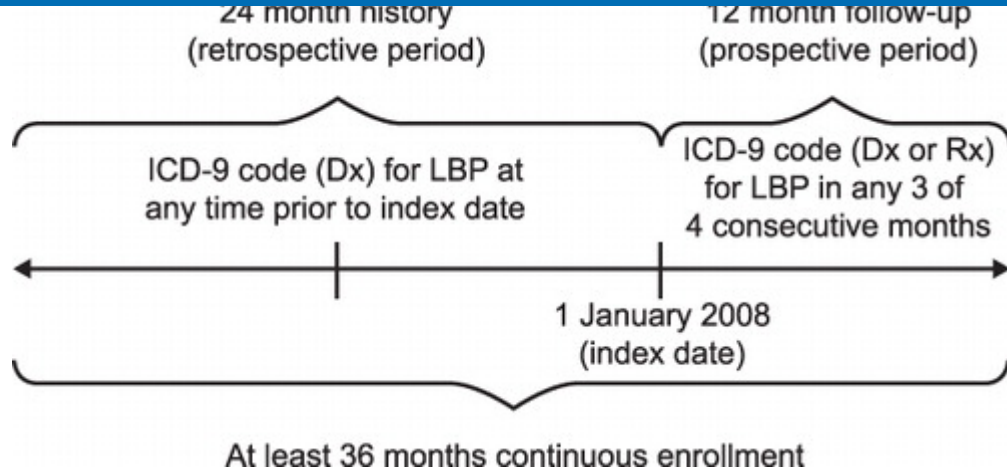 24 month history
(retrospective period)
12 month follow-up
(prospective period)
ICD-9 code (Dx) for LBP at
any time prior to index date
ICD-9 code (Dx or Rx)
for LBP in any 3 of
4 consecutive months
1 January 2008
(index date)
At least 36 months continuous enrollment